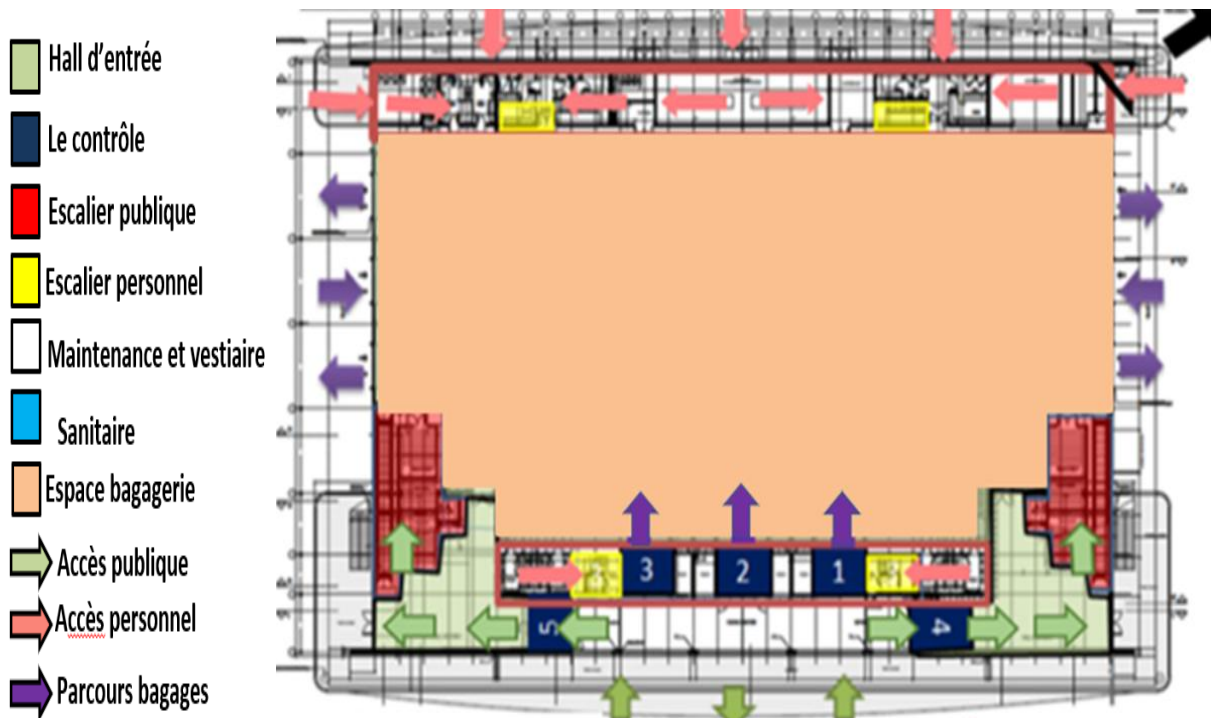 Hall d'entrée
Le contrôle
Escalier publique
Escalier personnel
Maintenance et vestiaire
Sanitaire
Espace bagagerie
Accès publique
Accès personnel
Parcours bagages
3
2
1
5
4